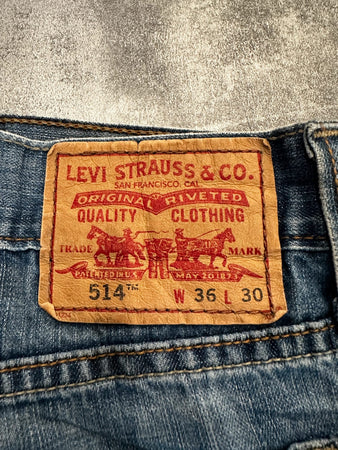 LEVI STRAUSS & CO.
SAN FRANCISCO, CAL.
ORIGINAL RIVETED
QUALITY CLOTHING
TRADE MARK
PATENTED IN U.S. MAY 20 1873
514™ W 36 L 30